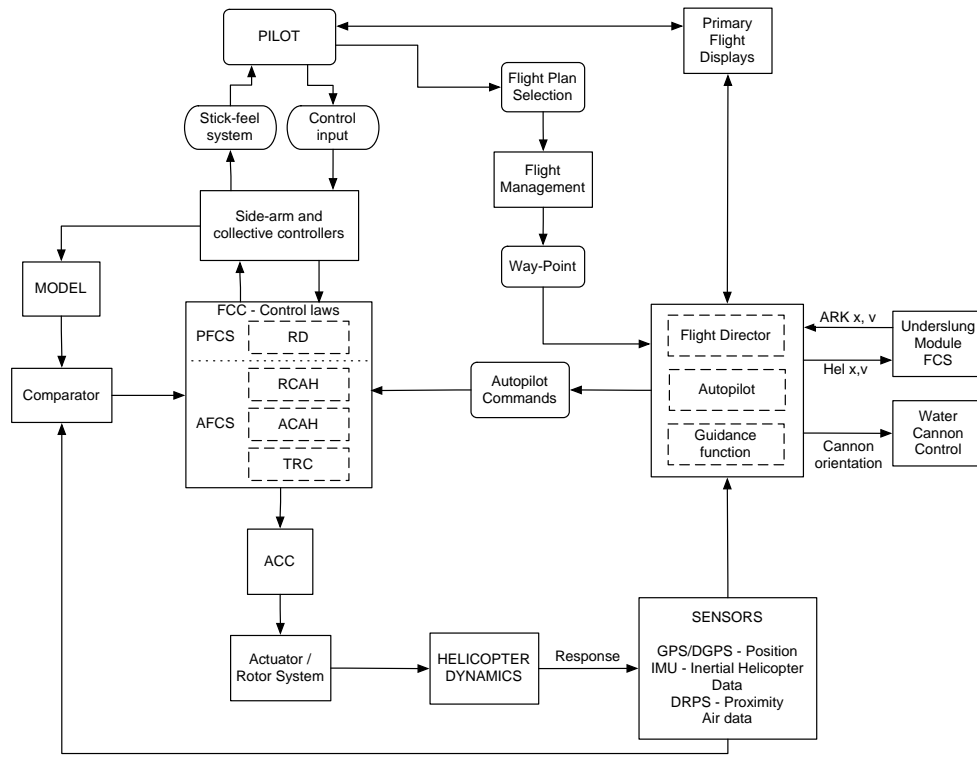 PILOT
Primary
Flight
Displays
Flight Plan
Selection
Stick-feel
system
Control
input
Flight
Management
Side-arm and
collective controllers
Way-Point
MODEL
FCC - Control laws
PFCS
RD
RCAH
AFCS
ACAH
TRC
Comparator
Autopilot
Commands
Flight Director
Autopilot
Guidance
function
ARK x, v
Hel x,v
Underslung
Module
FCS
Cannon
orientation
Water
Cannon
Control
ACC
Actuator /
Rotor System
HELICOPTER
DYNAMICS
Response
SENSORS
GPS/DGPS - Position
IMU - Inertial Helicopter
Data
DRPS - Proximity
Air data